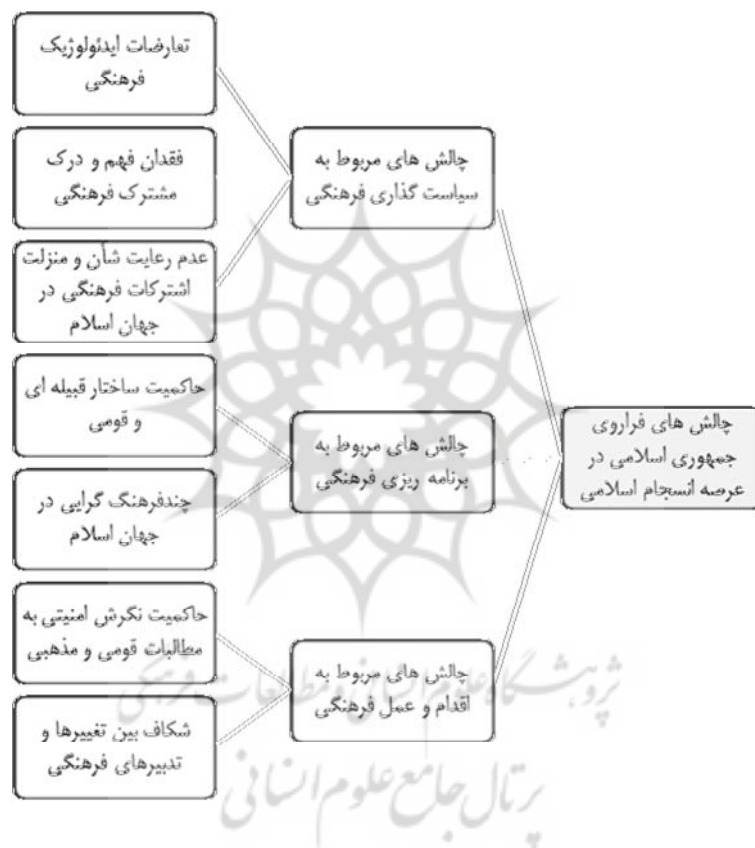 چالش های فراروی
جمهوری اسلامی در
عرصه انسجام اسلامی
چالش های مربوط به
سیاست گذاری فرهنگی
تعارضات ایدئولوژیک
فرهنگی
فقدان فهم و درک
مشترک فرهنگی
عدم رعایت شأن و منزلت
اشترکات فرهنگی در
جهان اسلام
چالش های مربوط به
برنامه ریزی فرهنگی
حاکمیت ساختار قبیله ای
و قومی
چندفرهنگ گرایی در
جهان اسلام
چالش های مربوط به
اقدام و عمل فرهنگی
حاکمیت نگرش امنیتی به
مطالبات قومی و مذهبی
شکاف بین تغییرها و
تدبیرهای فرهنگی
پژوهشگاه علوم انسانی و مطالعات فرهنگی
پرتال جامع علوم انسانی